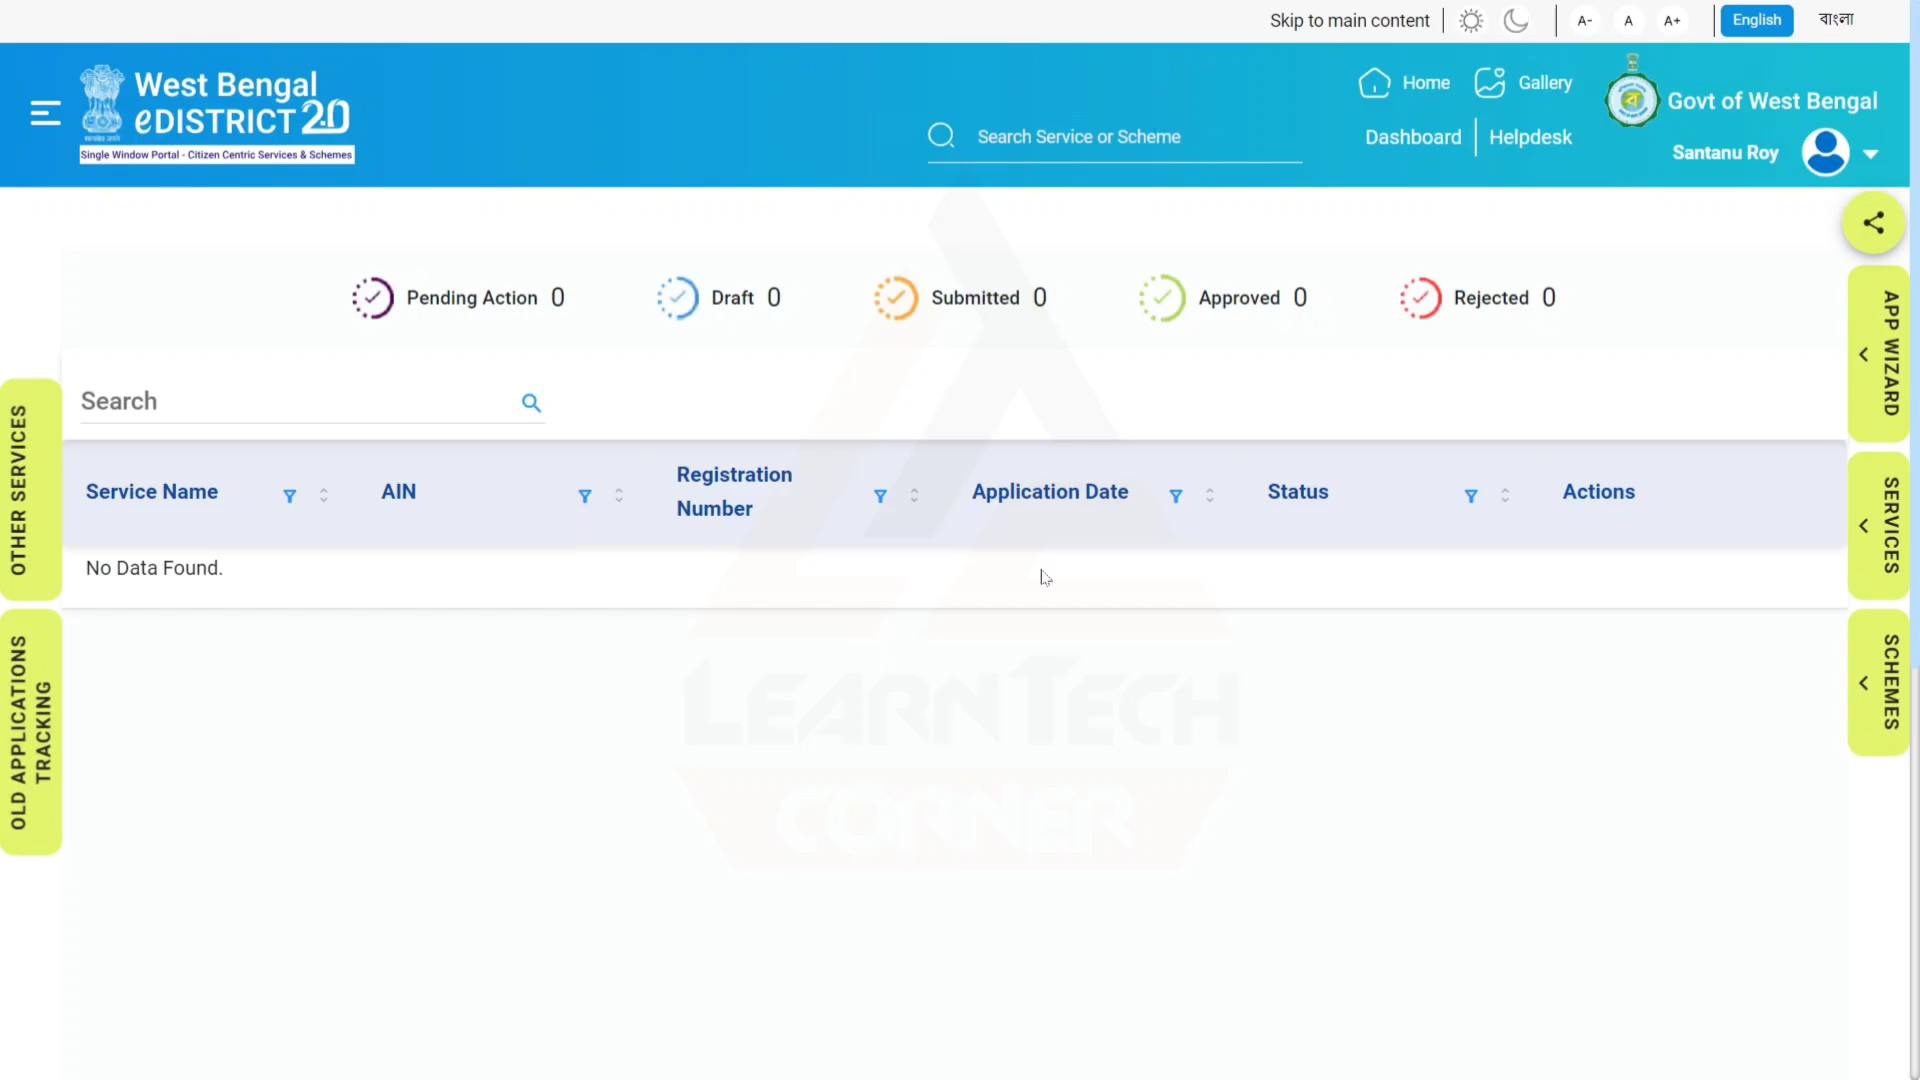 Skip to main content
A-
A
A+
English
বাংলা
West Bengal
eDISTRICT 2.0
Single Window Portal - Citizen Centric Services & Schemes
Search Service or Scheme
Home
Gallery
Dashboard
Helpdesk
Govt of West Bengal
Santanu Roy
Pending Action 0
Draft 0
Submitted 0
Approved 0
Rejected 0
Search
Service Name
AIN
Registration
Number
Application Date
Status
Actions
No Data Found.
OTHER SERVICES
OLD APPLICATIONS
TRACKING
APP WIZARD
SERVICES
SCHEMES
LEARN TECH
CORNER